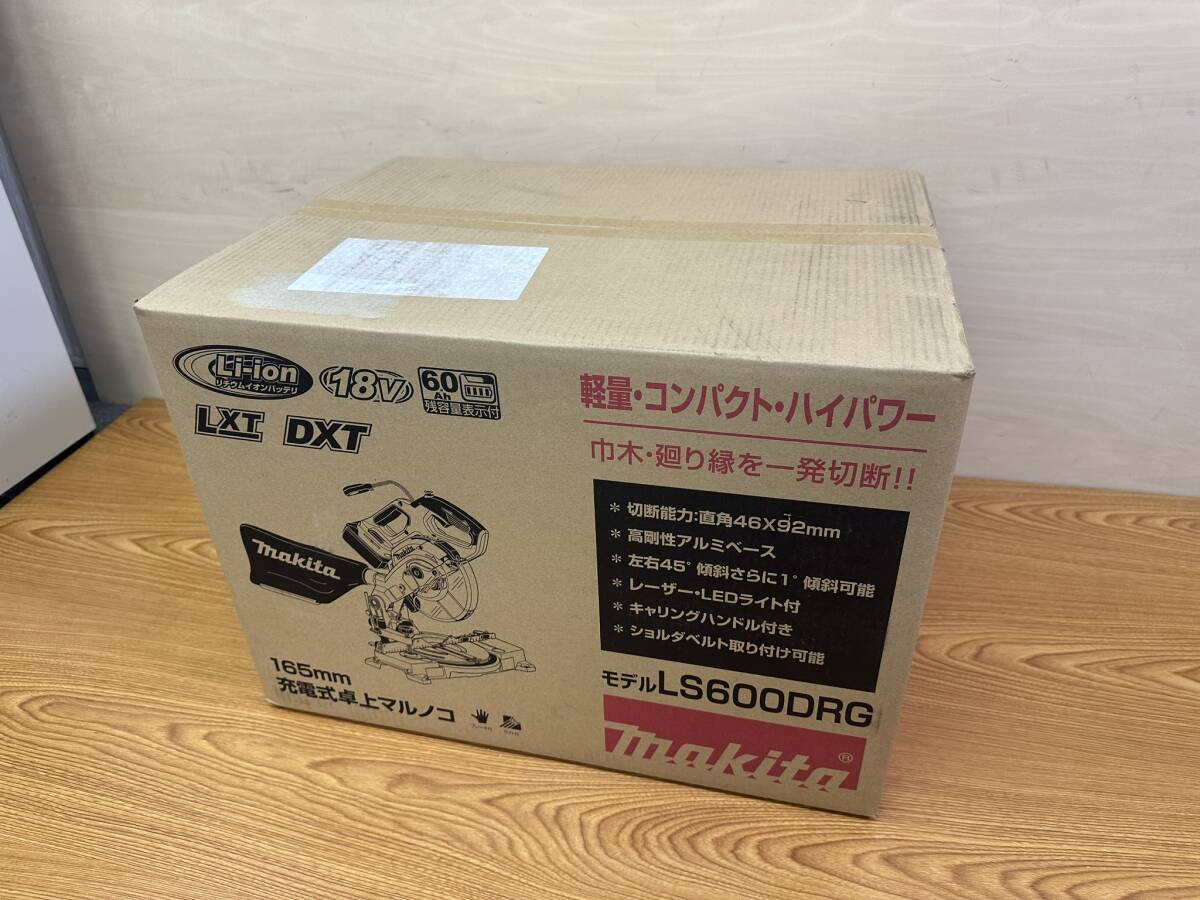 Li-ion
リチウムイオンバッテリ
18V
6.0
Ah
残容量表示付
LXT DXT
makita
165mm
充電式卓上マルノコ
軽量・コンパクト・ハイパワー
巾木・廻り縁を一発切断!!
* 切断能力:直角46X92mm
* 高剛性アルミベース
* 左右45°傾斜さらに1°傾斜可能
* レーザー・LEDライト付
* キャリングハンドル付き
* ショルダベルト取り付け可能
モデルLS600DRG
makita®